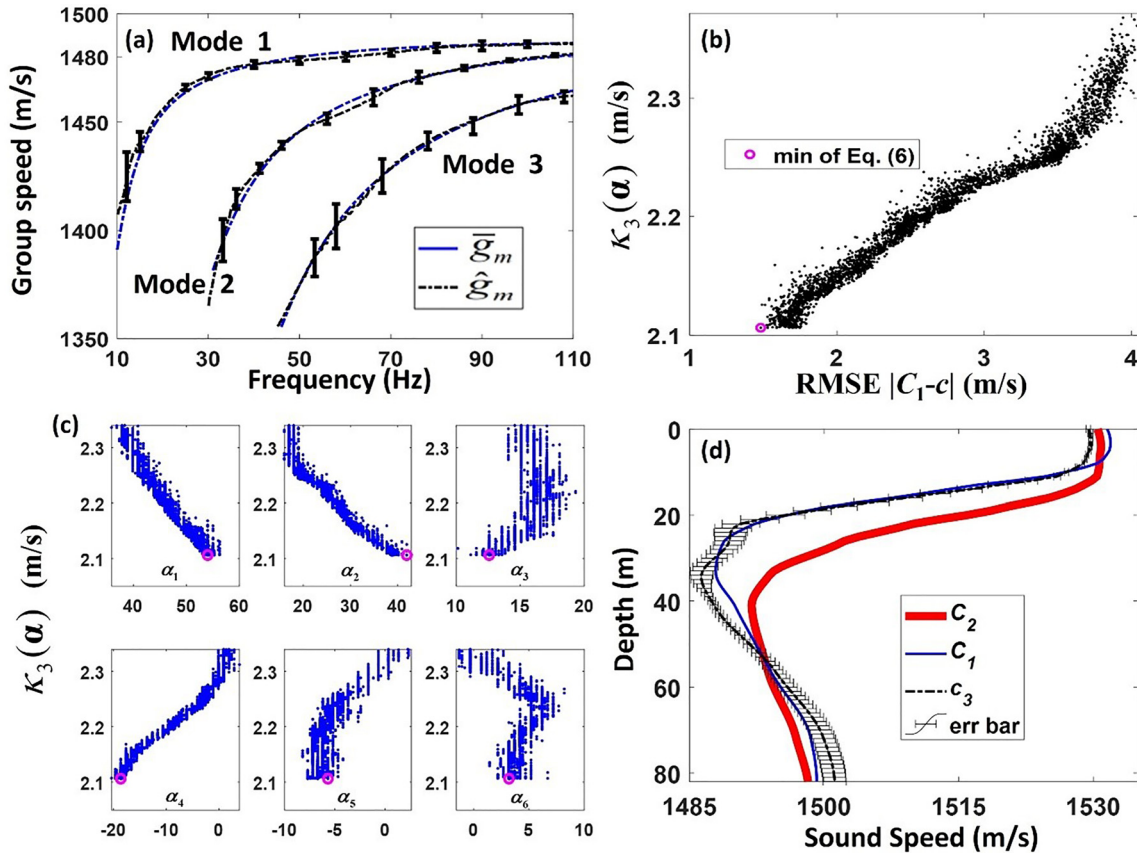 (a)
Mode 1
Mode 2
Mode 3
ḡₘ
ĝₘ
1500
1480
1450
1400
1350
Group speed (m/s)
10 30 50 70 90 110
Frequency (Hz)
(b)
min of Eq. (6)
2.3
2.2
2.1
κ₃(α) (m/s)
1 2 3 4
RMSE |C₁-c| (m/s)
(c)
κ₃(α) (m/s)
2.3
2.2
2.1
α₁
40 50 60
2.3
2.2
2.1
α₂
20 30 40
2.3
2.2
2.1
α₃
10 15 20
2.3
2.2
2.1
α₄
-20 -10 0
2.3
2.2
2.1
α₅
-10 -5 0
2.3
2.2
2.1
α₆
0 5 10
(d)
0
20
40
60
80
Depth (m)
C₂
C₁
c₃
err bar
1485 1500 1515 1530
Sound Speed (m/s)